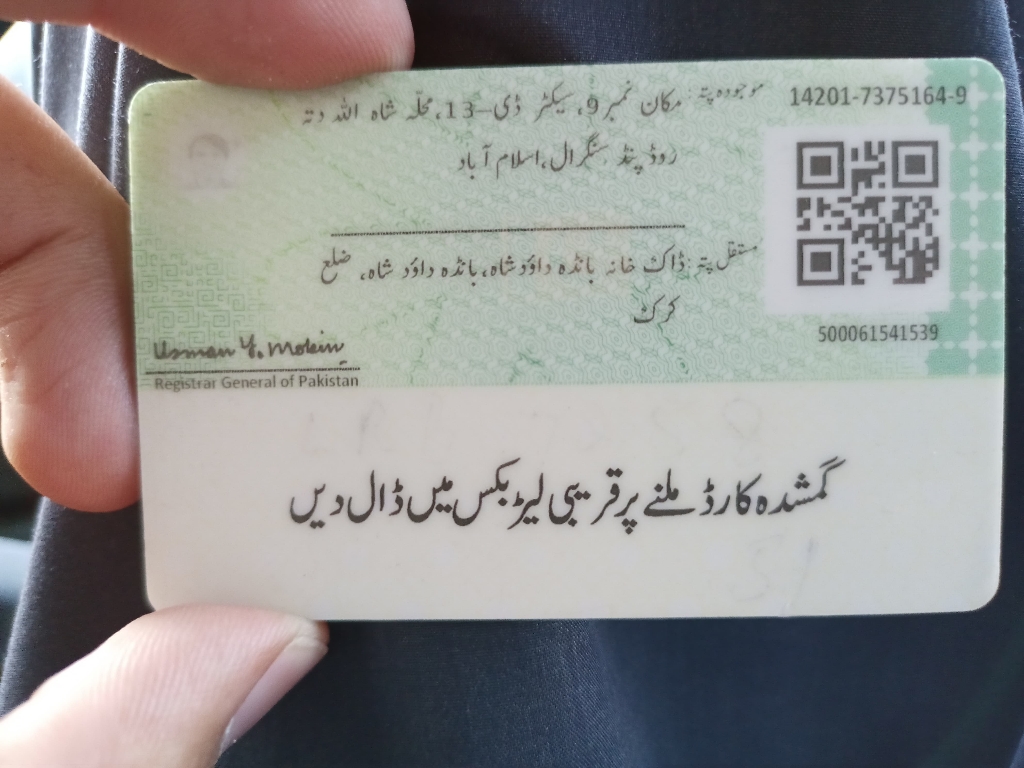 موجودہ پتہ: مکان نمبر 9، سیکٹر ڈی-13، محلہ شاہ اللہ دتہ
روڈ پنڈ سنگرال، اسلام آباد
14201-7375164-9
مستقل پتہ: ڈاک خانہ بانڈہ داؤد شاہ، بانڈہ داؤد شاہ، ضلع
کرک
500061541539
Usman Y. Mobin
Registrar General of Pakistan
گمشدہ کارڈ ملنے پر قریبی لیٹر بکس میں ڈال دیں